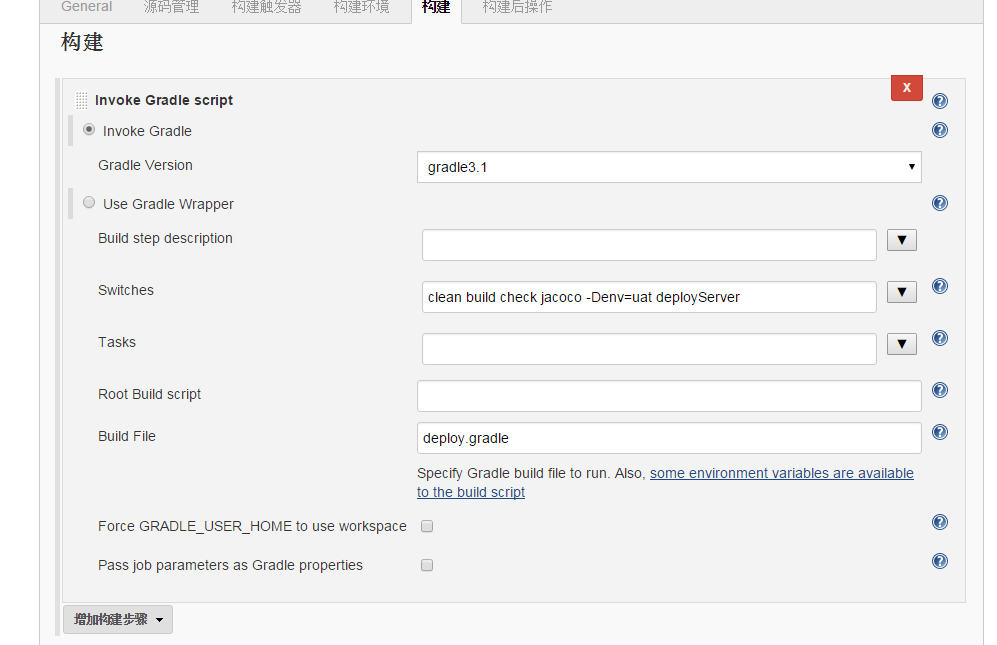 General 源码管理 构建触发器 构建环境 构建 构建后操作
构建
Invoke Gradle script
X
Invoke Gradle
Gradle Version
gradle3.1
Use Gradle Wrapper
Build step description
Switches
clean build check jacoco -Denv=uat deployServer
Tasks
Root Build script
Build File
deploy.gradle
Specify Gradle build file to run. Also, some environment variables are available
to the build script
Force GRADLE_USER_HOME to use workspace
Pass job parameters as Gradle properties
增加构建步骤